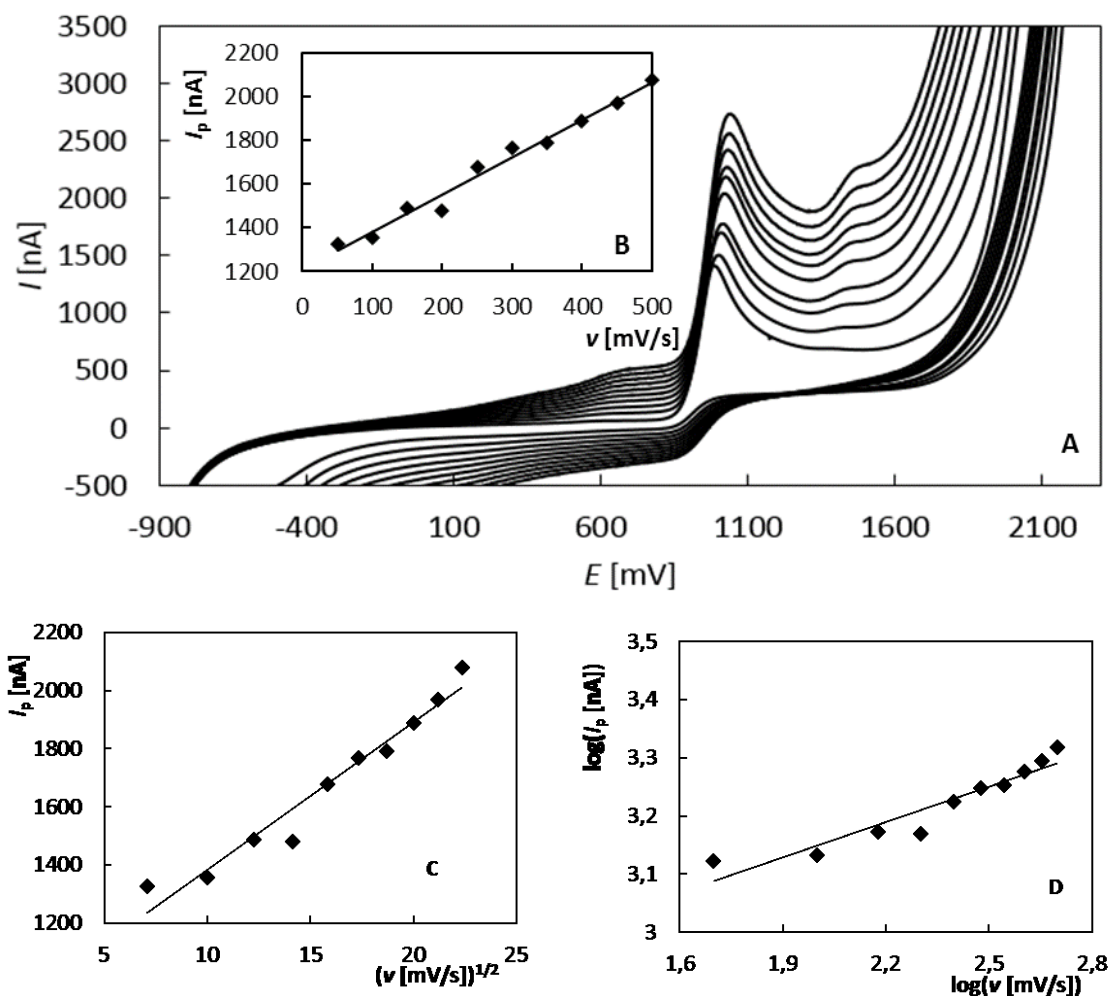 3500
3000
2500
2000
1500
1000
500
0
-500
I [nA]
-900 -400 100 600 1100 1600 2100
E [mV]
A
2200
2000
1800
1600
1400
1200
Ip [nA]
0 100 200 300 400 500
v [mV/s]
B
2200
2000
1800
1600
1400
1200
Ip [nA]
5 10 15 20 25
(v [mV/s])1/2
C
3,5
3,4
3,3
3,2
3,1
3
log(Ip [nA])
1,6 1,9 2,2 2,5 2,8
log(v [mV/s])
D